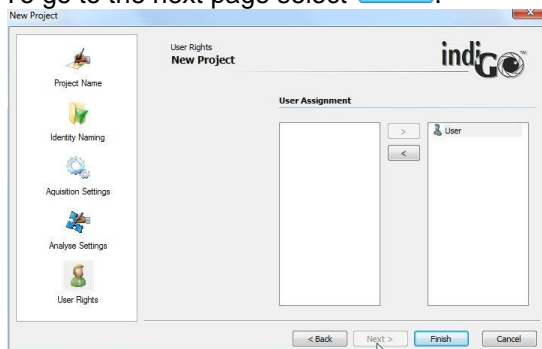 To go to the next page select
New Project
User Rights
New Project
indiGo™
Project Name
User Assignment
>
User
<
Identity Naming
Aquisition Settings
Analyse Settings
User Rights
< Back
Next >
Finish
Cancel